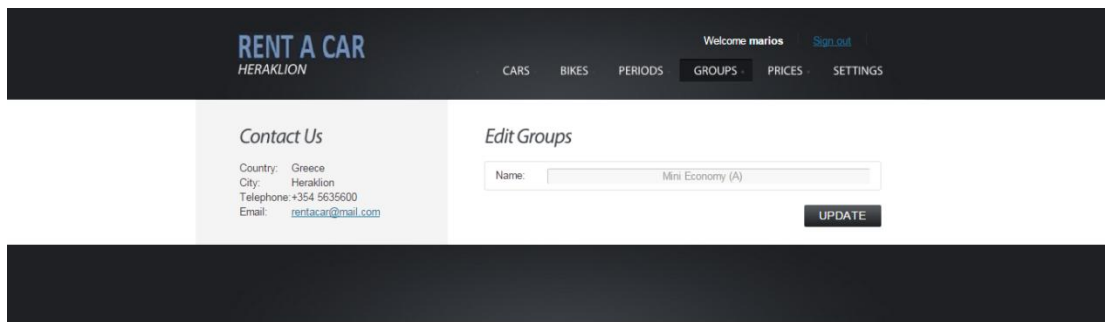 RENT A CAR
HERAKLION
Welcome marios
Sign out
CARS BIKES PERIODS GROUPS PRICES SETTINGS
Contact Us
Country: Greece
City: Heraklion
Telephone:+354 5635600
Email: rentacar@mail.com
Edit Groups
Name: Mini Economy (A)
UPDATE